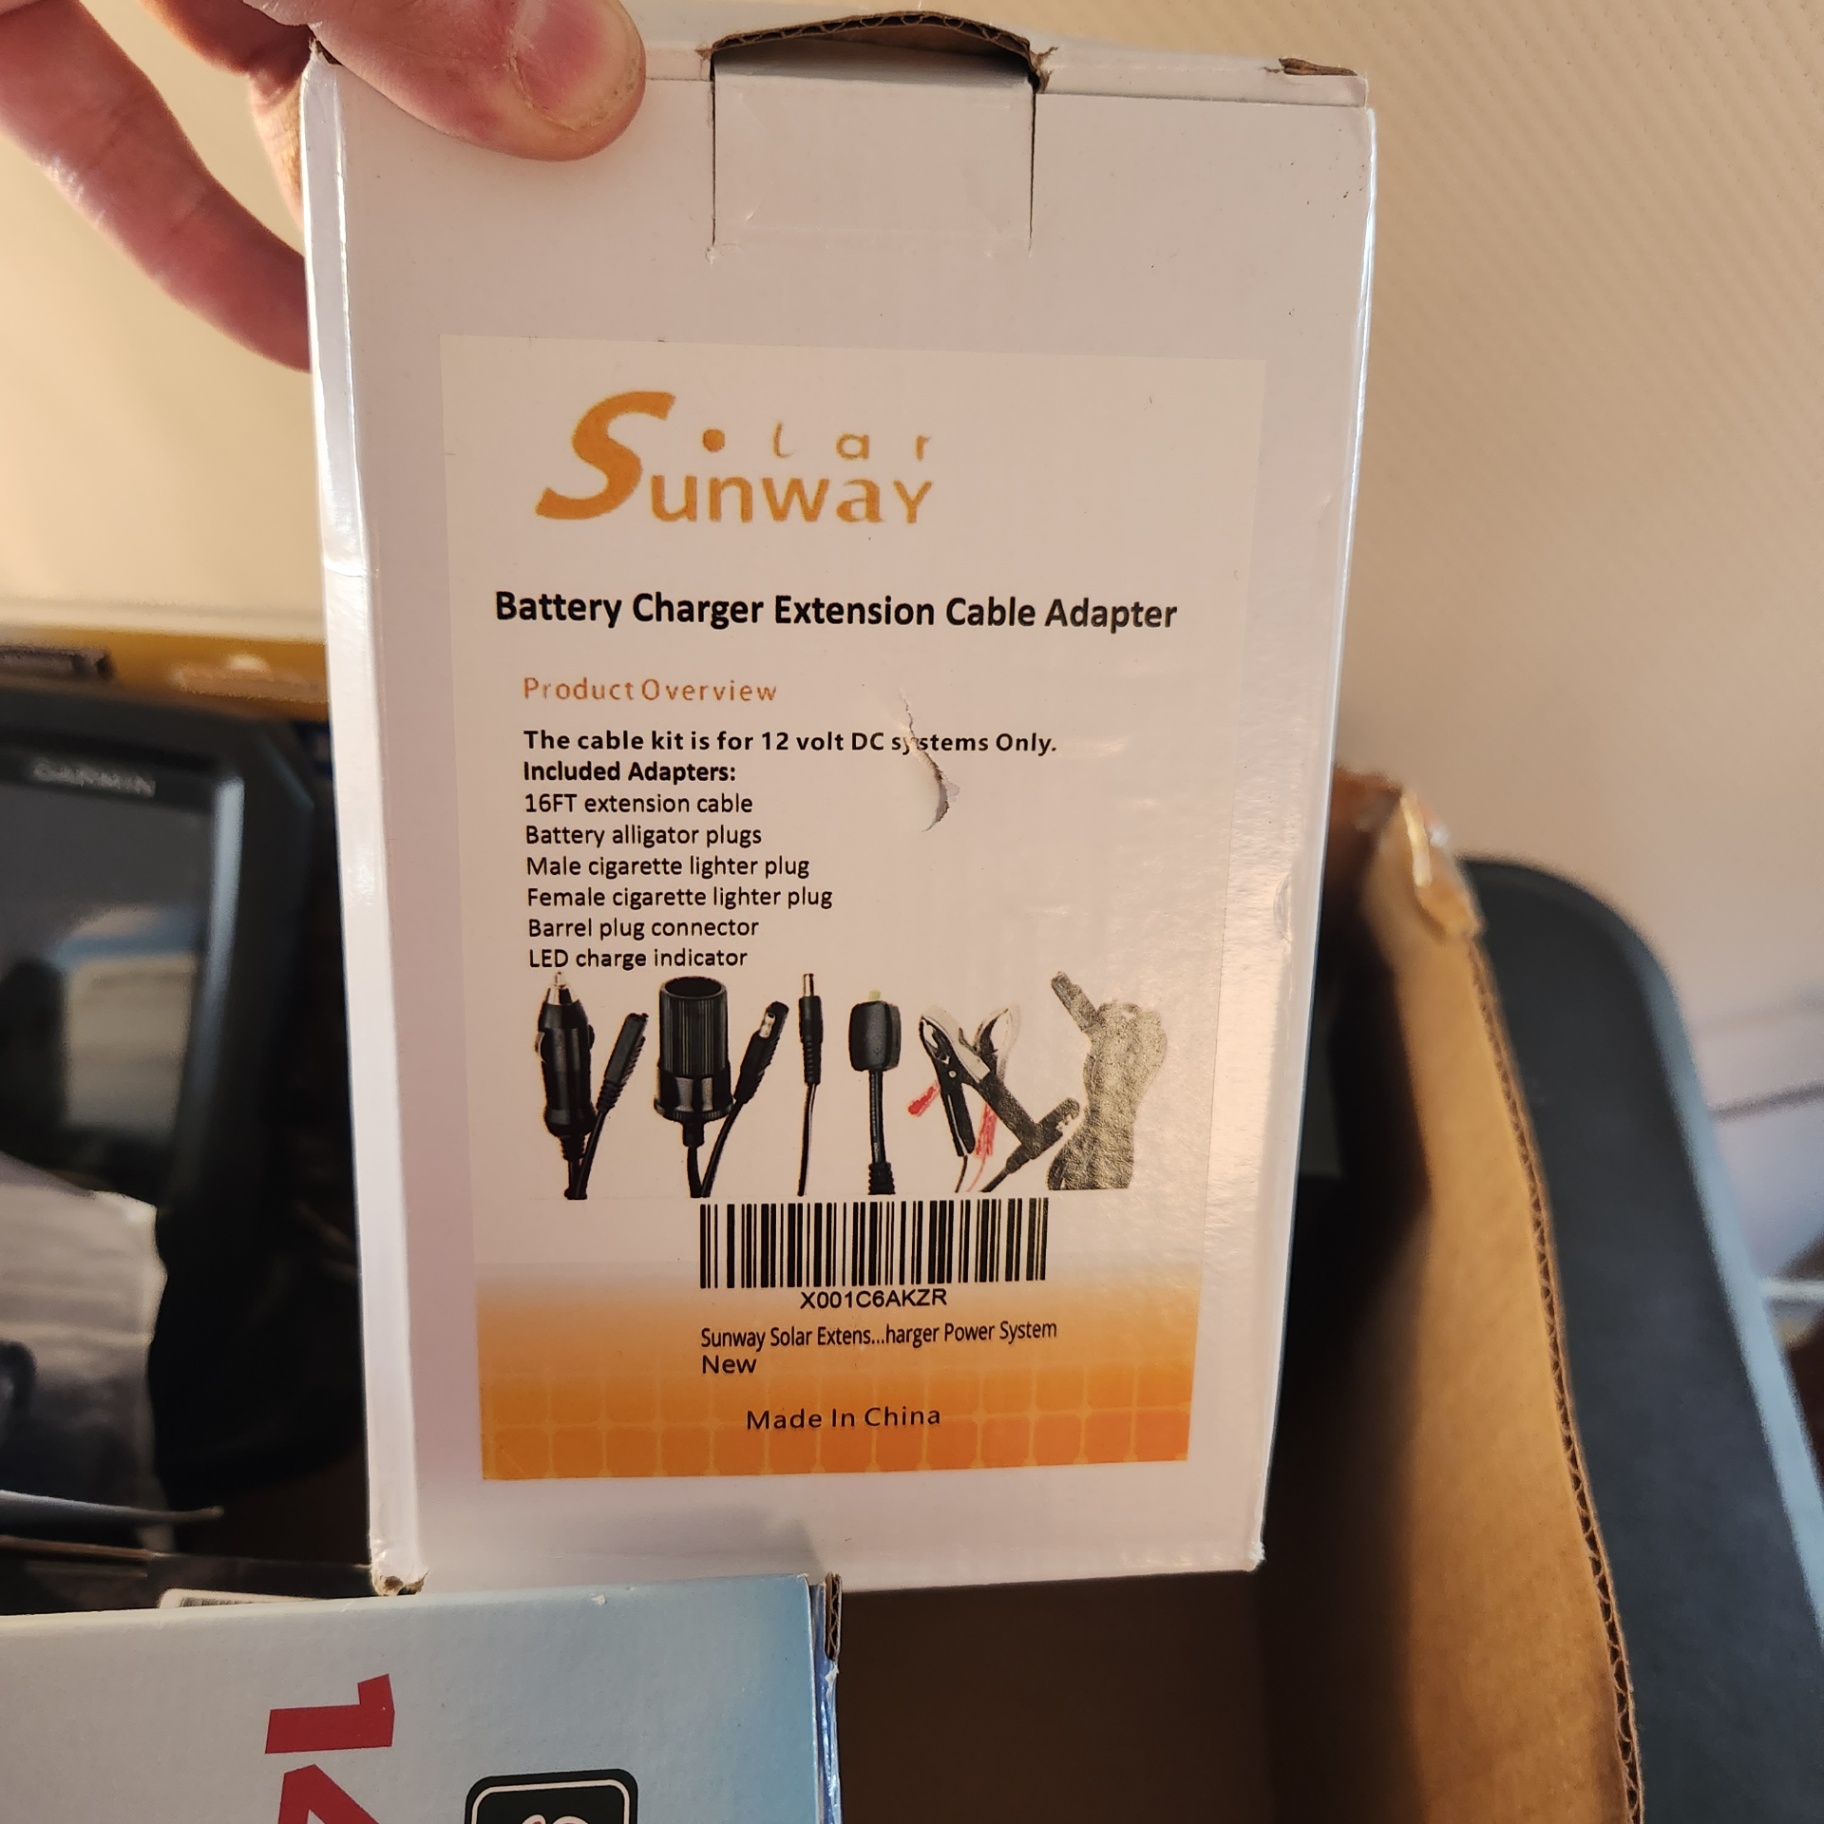 Solar
Sunway
Battery Charger Extension Cable Adapter
Product Overview
The cable kit is for 12 volt DC systems Only.
Included Adapters:
16FT extension cable
Battery alligator plugs
Male cigarette lighter plug
Female cigarette lighter plug
Barrel plug connector
LED charge indicator
X001C6AKZR
Sunway Solar Extens...harger Power System
New
Made In China
GARMIN